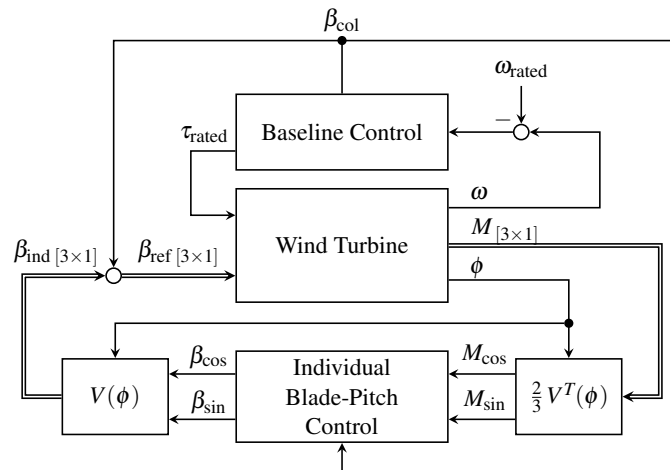 β_col
ω_rated
τ_rated
Baseline Control
−
ω
M [3×1]
β_ind [3×1]
β_ref [3×1]
Wind Turbine
ϕ
β_cos
Individual
Blade-Pitch
Control
M_cos
V(ϕ)
2/3 V^T(ϕ)
β_sin
M_sin